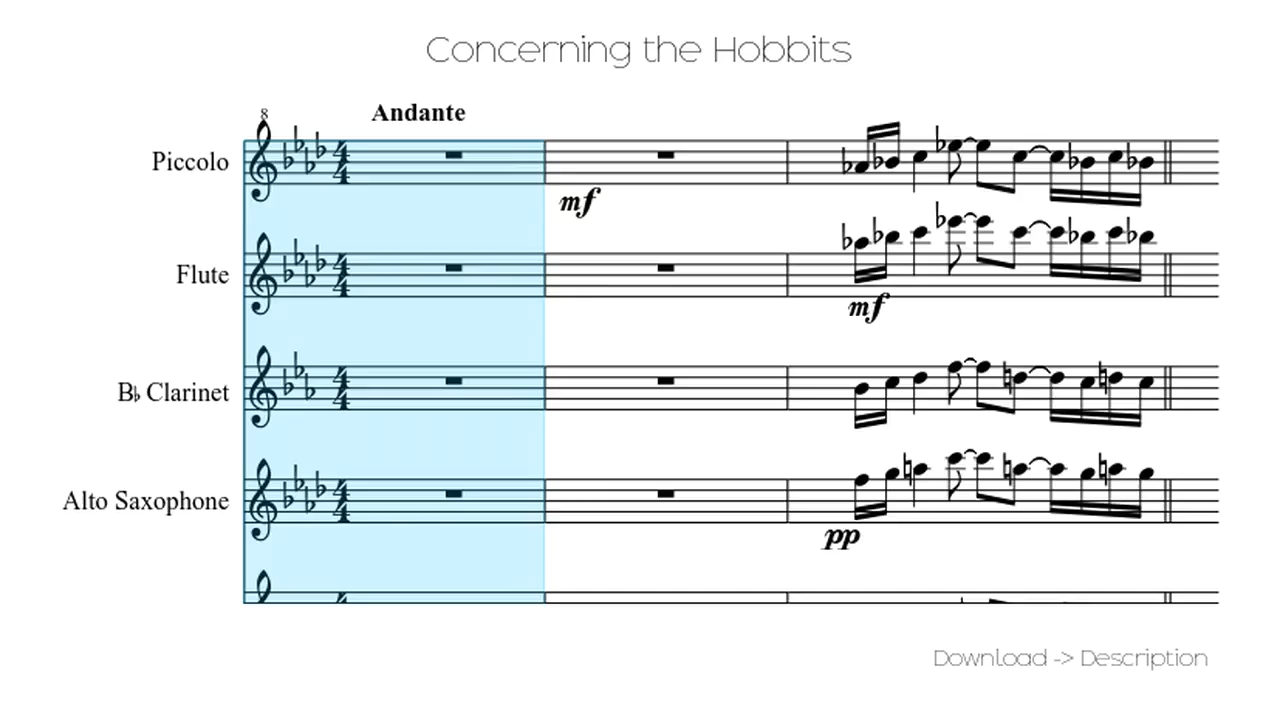 Concerning the Hobbits
8
Andante
Piccolo
mf
Flute
mf
B♭ Clarinet
Alto Saxophone
pp
Download -> Description